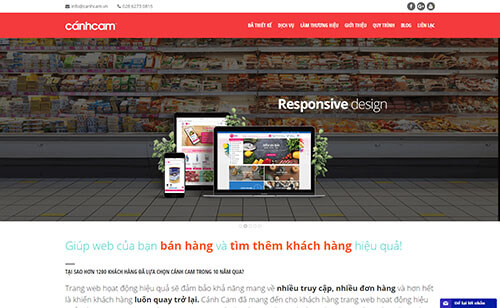 info@canhcam.vn 028 6273 0815
cánhcam
ĐÃ THIẾT KẾ DỊCH VỤ LÀM THƯƠNG HIỆU GIỚI THIỆU QUY TRÌNH BLOG LIÊN LẠC
Responsive design
Giúp web của bạn bán hàng và tìm thêm khách hàng hiệu quả!
TẠI SAO HƠN 1280 KHÁCH HÀNG ĐÃ LỰA CHỌN CÁNH CAM TRONG 10 NĂM QUA?
Trang web hoạt động hiệu quả sẽ đảm bảo khả năng mang về nhiều truy cập, nhiều đơn hàng và hơn hết
là khiến khách hàng luôn quay trở lại. Cánh Cam đã mang đến cho khách hàng trang web hoạt động hiệu
Để lại lời nhắn